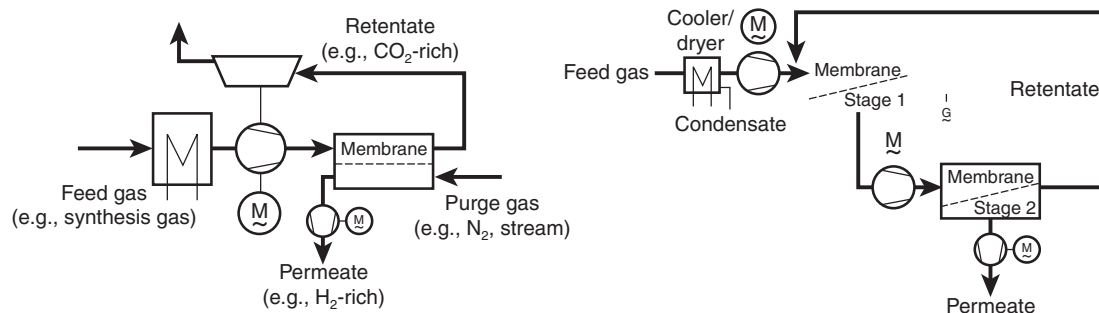 Retentate
(e.g., CO₂-rich)
M
~
Membrane
Feed gas
(e.g., synthesis gas)
M
~
M
~
Purge gas
(e.g., N₂, stream)
Permeate
(e.g., H₂-rich)
Cooler/
dryer
M
~
Feed gas
M
Membrane
Stage 1
Condensate
G
~
Retentate
M
~
Membrane
Stage 2
M
~
Permeate